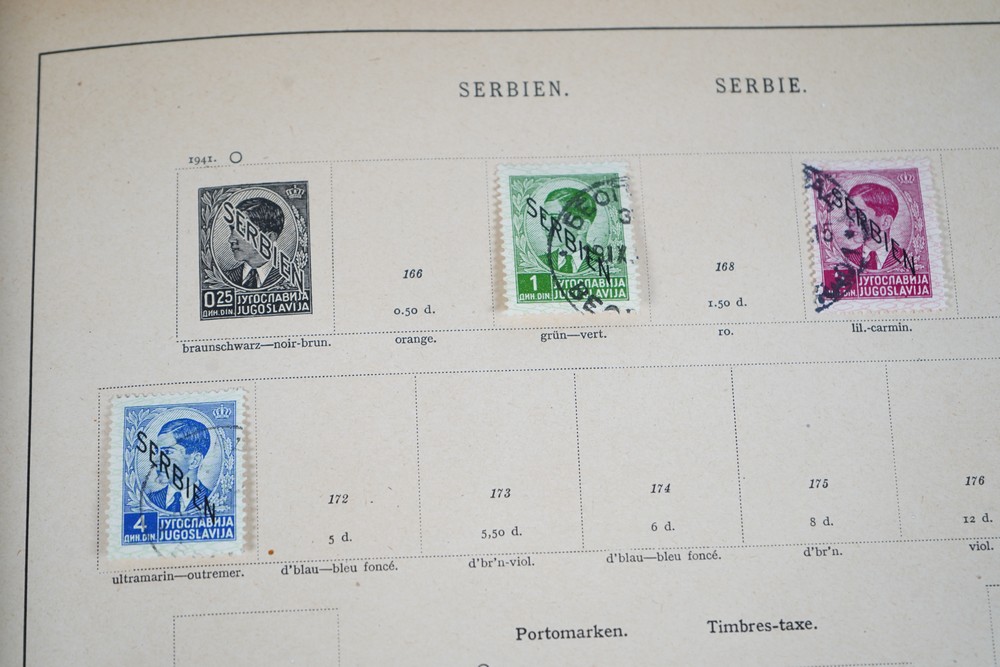 SERBIEN. SERBIE.
1941.
SERBIEN
0.25 ЈУГОСЛАВИЈА
ДИН. DIN. JUGOSLAVIJA
166
0.50 d.
SERBIEN
1 ЈУГОСЛАВИЈА
ДИН. DIN. JUGOSLAVIJA
168
1.50 d.
SERBIEN
ЈУГОСЛАВИЈА
JUGOSLAVIJA
braunschwarz—noir-brun. orange. grün—vert. ro. lil.-carmin.
SERBIEN
4 ЈУГОСЛАВИЈА
ДИН. DIN. JUGOSLAVIJA
172 173 174 175 176
5 d. 5,50 d. 6 d. 8 d. 12 d.
ultramarin—outremer. d'blau—bleu foncé. d'br'n-viol. d'blau—bleu foncé. d'br'n. viol.
Portomarken. Timbres-taxe.